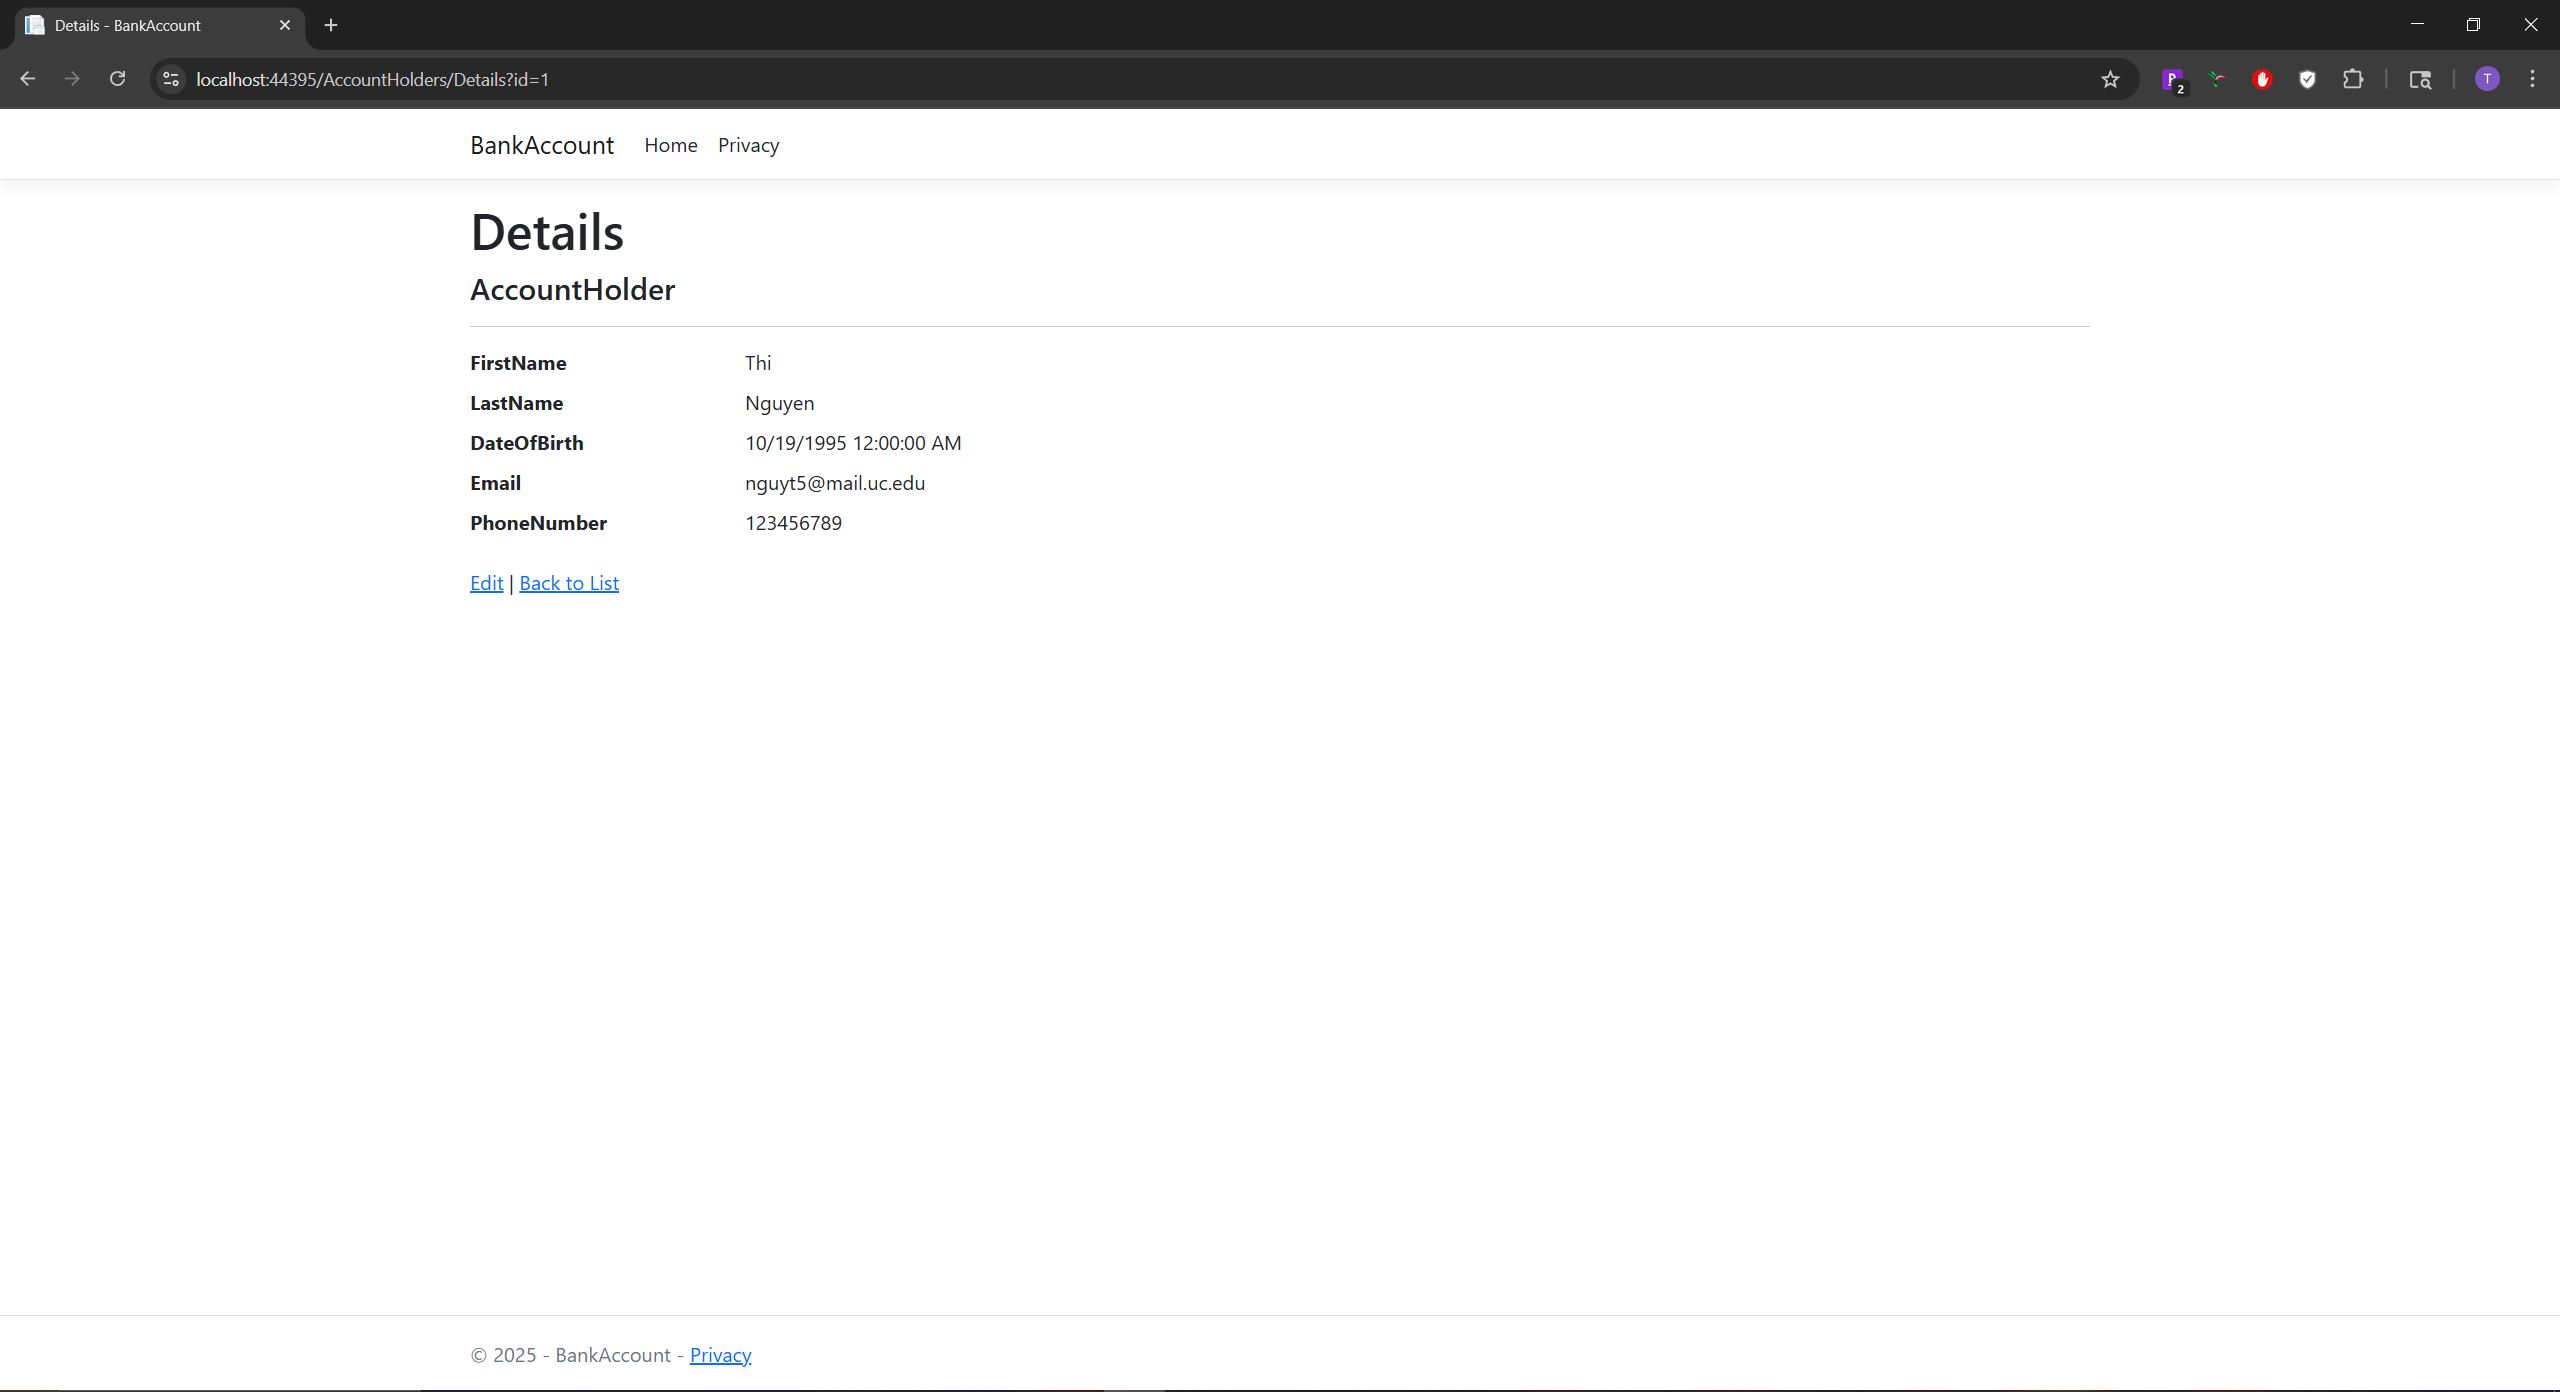 Details - BankAccount
localhost:44395/AccountHolders/Details?id=1
2
T
BankAccount Home Privacy
Details
AccountHolder
FirstName Thi
LastName Nguyen
DateOfBirth 10/19/1995 12:00:00 AM
Email nguyt5@mail.uc.edu
PhoneNumber 123456789
Edit | Back to List
© 2025 - BankAccount - Privacy